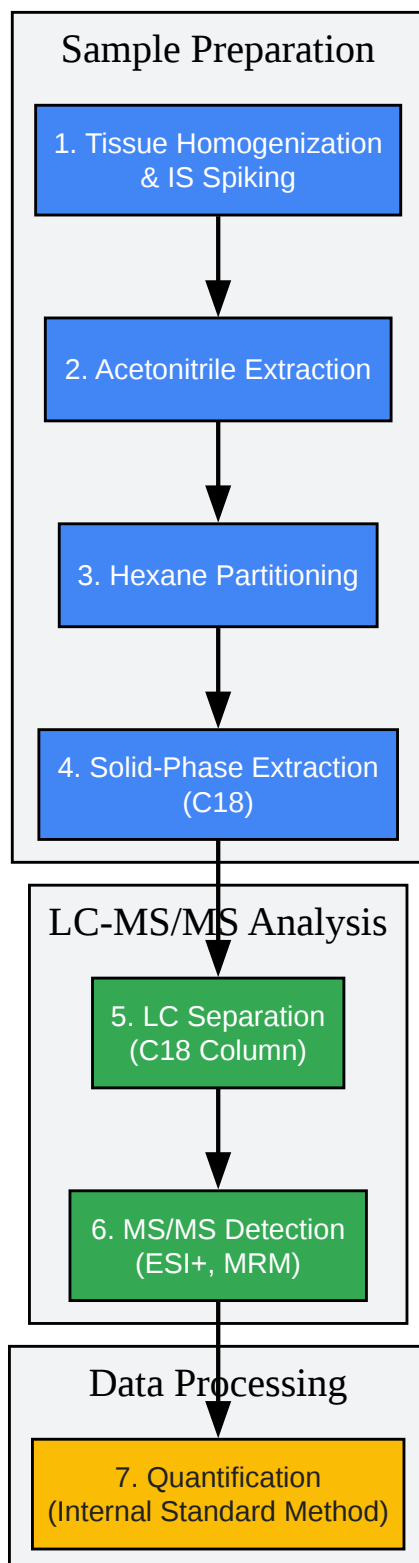 Sample Preparation
1. Tissue Homogenization
& IS Spiking
2. Acetonitrile Extraction
3. Hexane Partitioning
4. Solid-Phase Extraction
(C18)
LC-MS/MS Analysis
5. LC Separation
(C18 Column)
6. MS/MS Detection
(ESI+, MRM)
Data Processing
7. Quantification
(Internal Standard Method)